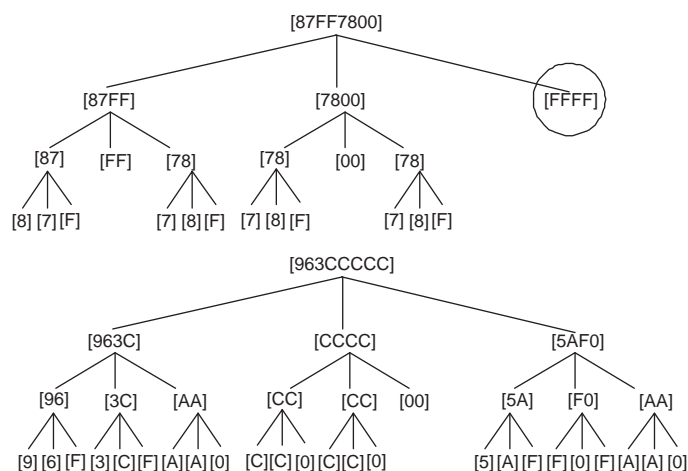 [87FF7800]
[87FF] [7800] [FFFF]
[87] [FF] [78] [78] [00] [78]
[8] [7] [F] [7] [8] [F] [7] [8] [F] [7] [8] [F]
[963CCCCC]
[963C] [CCCC] [5AF0]
[96] [3C] [AA] [CC] [CC] [00] [5A] [F0] [AA]
[9] [6] [F] [3] [C] [F] [A] [A] [0] [C] [C] [0] [C] [C] [0] [5] [A] [F] [F] [0] [F] [A] [A] [0]